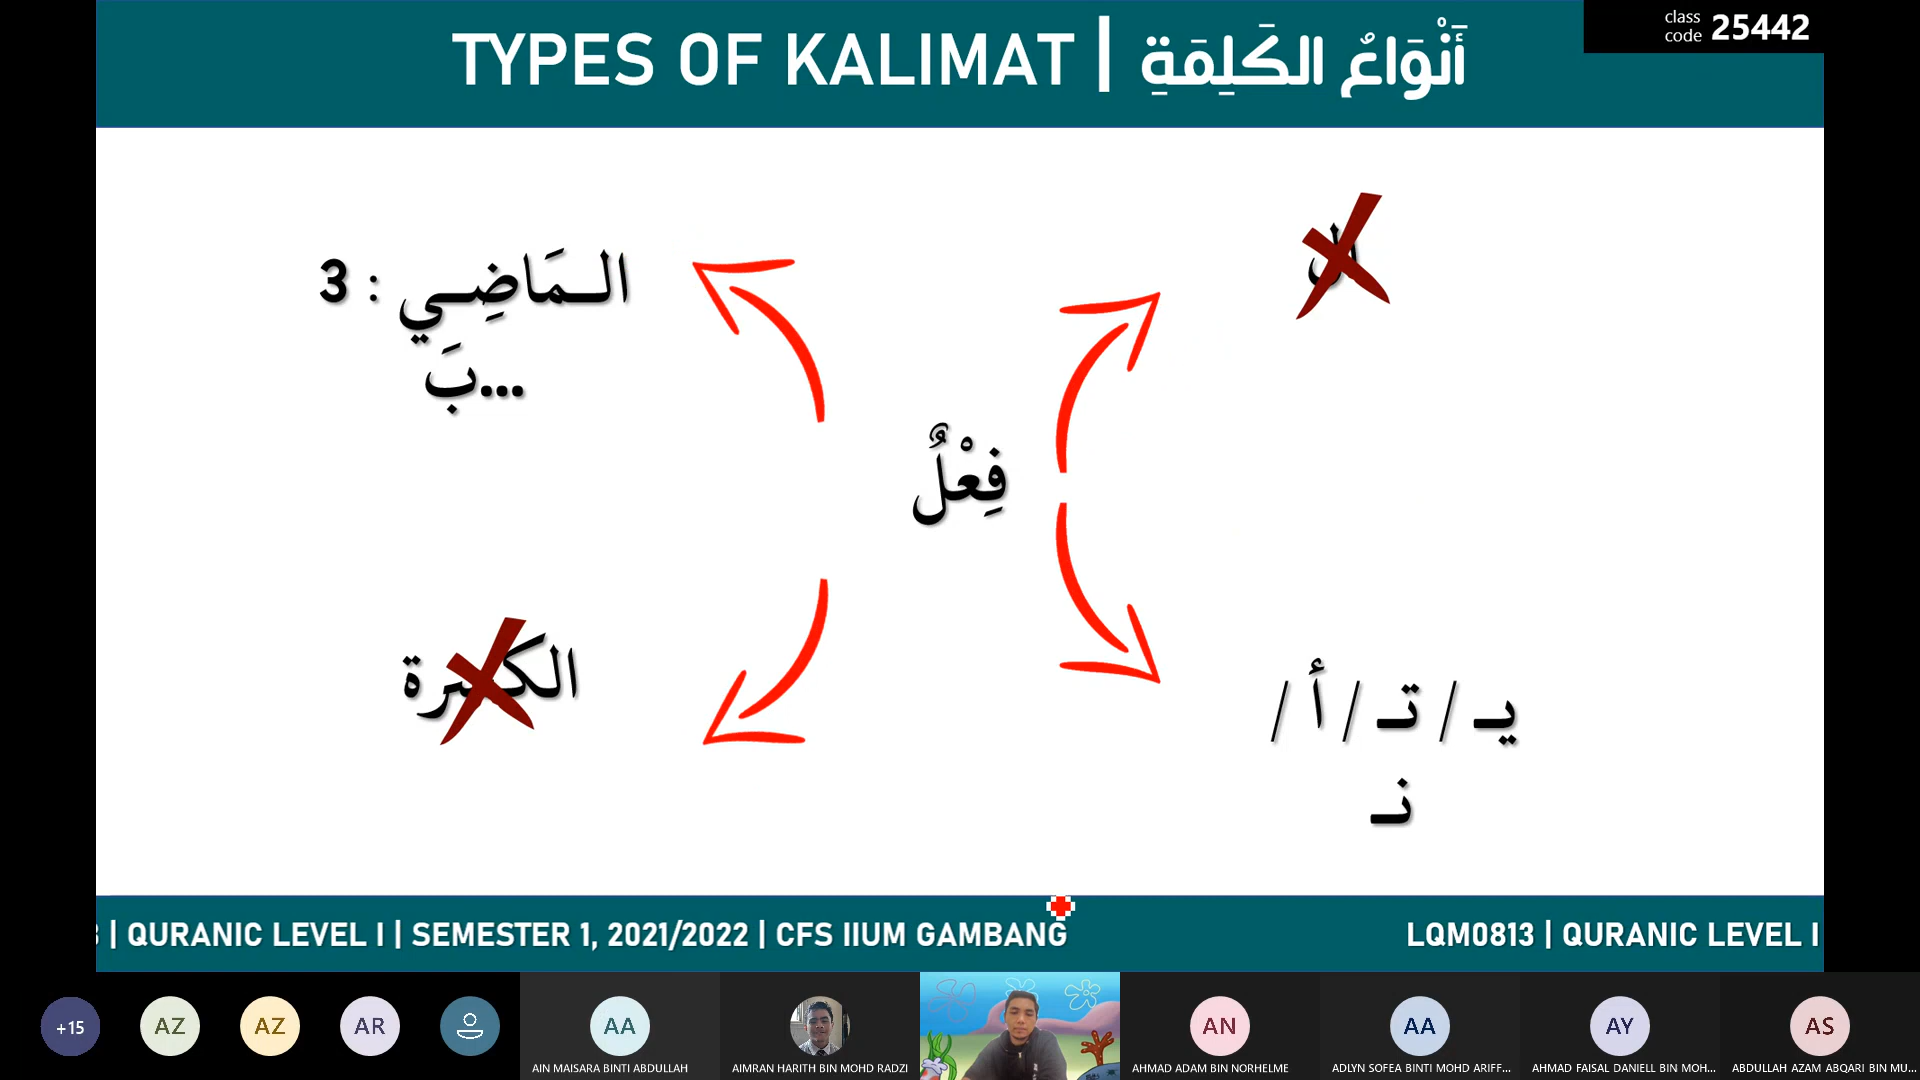 TYPES OF KALIMAT | أَنْوَاعُ الكَلِمَةِ
class code 25442
الـمَاضِـي : 3
...بَ
ال
فِعْلٌ
الكسرة
يـ / تـ / أ /
نـ
| QURANIC LEVEL I | SEMESTER 1, 2021/2022 | CFS IIUM GAMBANG
LQM0813 | QURANIC LEVEL I
+15
AZ
AZ
AR
AA
AN
AA
AY
AS
AIN MAISARA BINTI ABDULLAH
AIMRAN HARITH BIN MOHD RADZI
AHMAD ADAM BIN NORHELME
ADLYN SOFEA BINTI MOHD ARIFF...
AHMAD FAISAL DANIELL BIN MOH...
ABDULLAH AZAM ABQARI BIN MU...